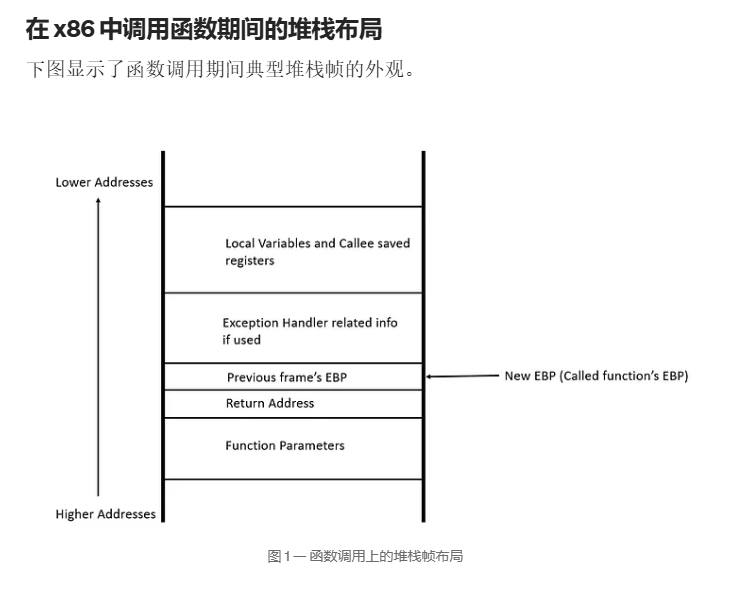 在 x86 中调用函数期间的堆栈布局
下图显示了函数调用期间典型堆栈帧的外观。
Lower Addresses
Local Variables and Callee saved
registers
Exception Handler related info
if used
Previous frame's EBP
New EBP (Called function's EBP)
Return Address
Function Parameters
Higher Addresses
图 1 — 函数调用上的堆栈帧布局